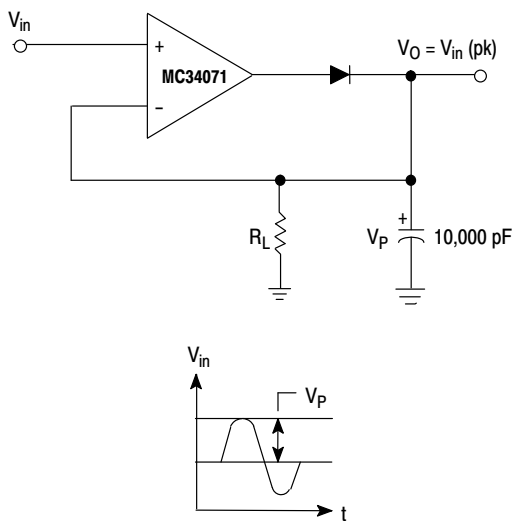 V_in
+
MC34071
−
V_O = V_in (pk)
R_L
+
V_P
10,000 pF
V_in
V_P
t